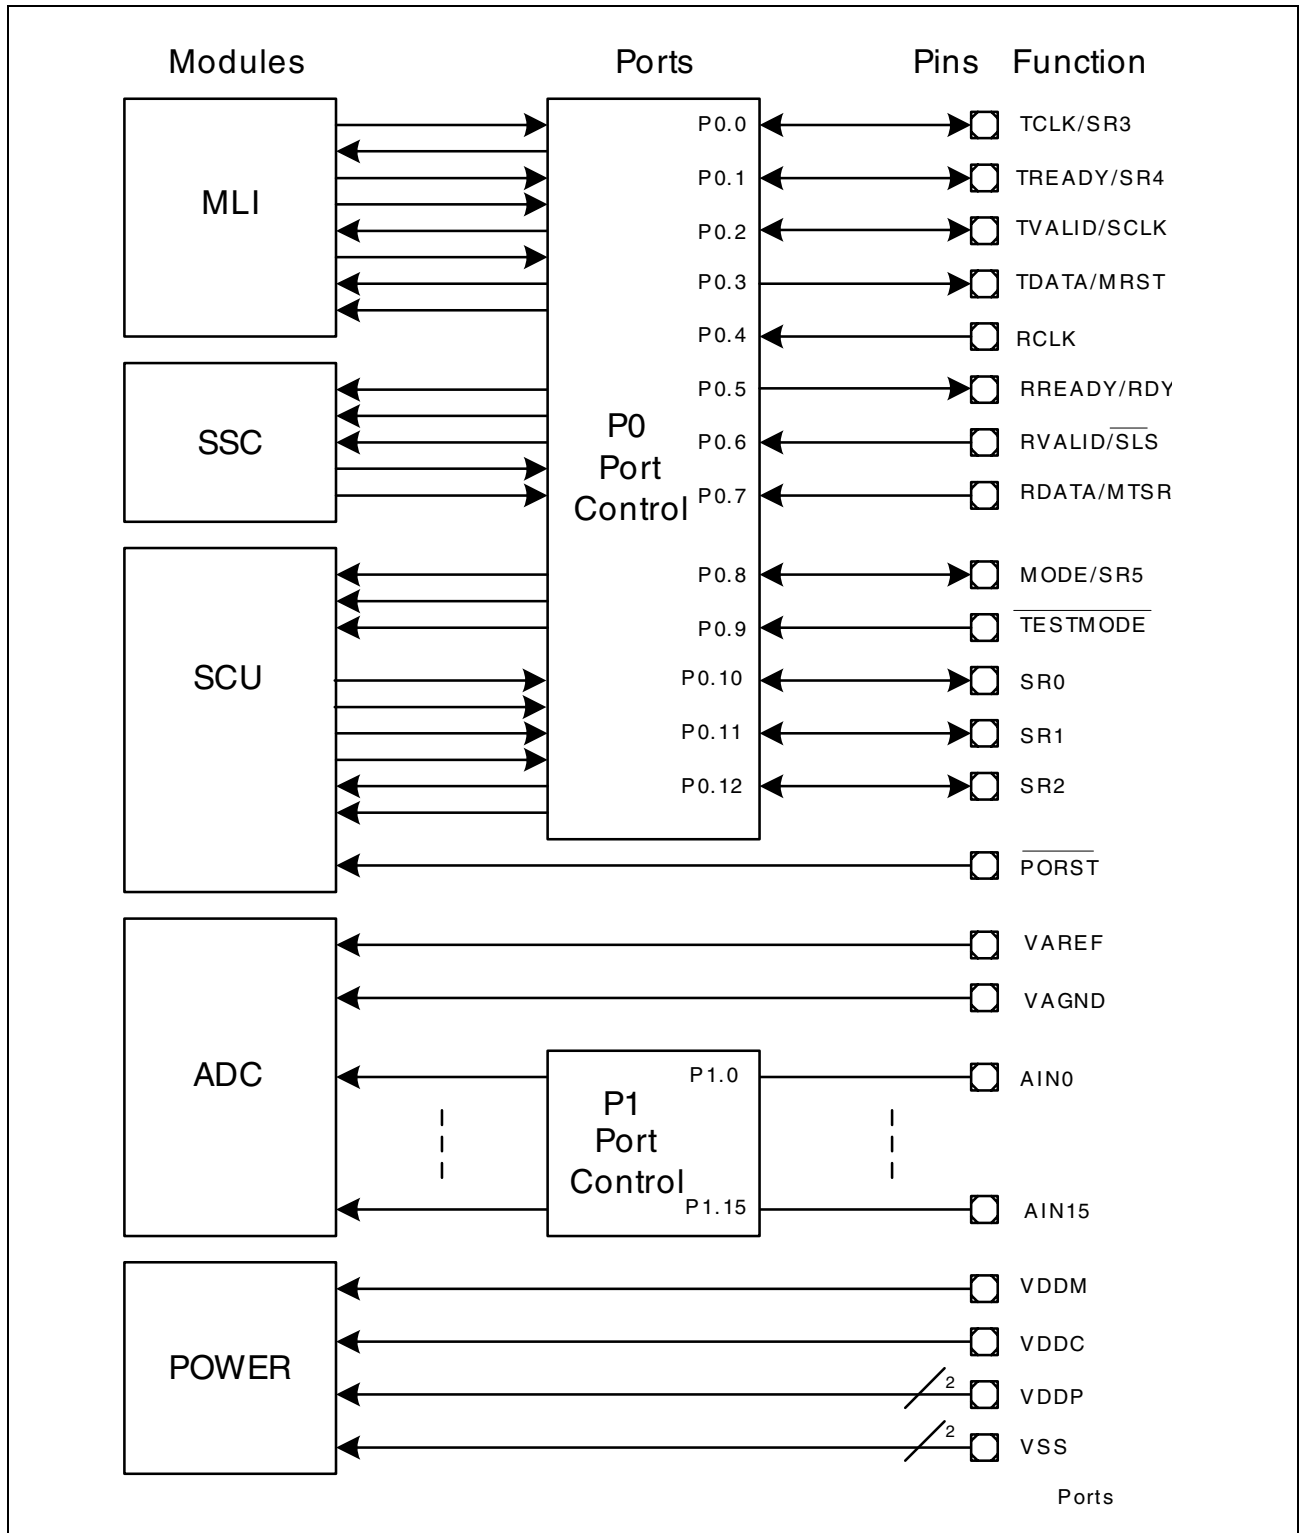 Modules Ports Pins Function
MLI
SSC
SCU
ADC
POWER
P0
Port
Control
P0.0 TCLK/SR3
P0.1 TREADY/SR4
P0.2 TVALID/SCLK
P0.3 TDATA/MRST
P0.4 RCLK
P0.5 RREADY/RDY
P0.6 RVALID/SLS
P0.7 RDATA/MTSR
P0.8 MODE/SR5
P0.9 TESTMODE
P0.10 SR0
P0.11 SR1
P0.12 SR2
PORST
VAREF
VAGND
P1
Port
Control
P1.0 AIN0
P1.15 AIN15
VDDM
VDDC
2 VDDP
2 VSS
Ports